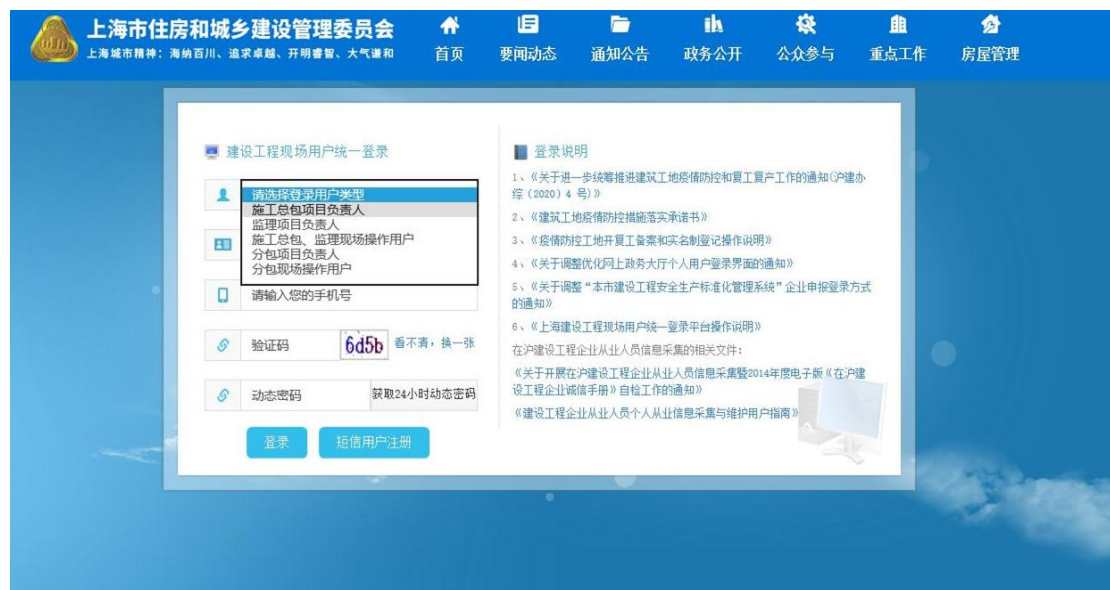 上海市住房和城乡建设管理委员会
上海城市精神：海纳百川、追求卓越、开明睿智、大气谦和
首页
要闻动态
通知公告
政务公开
公众参与
重点工作
房屋管理
建设工程现场用户统一登录
请选择登录用户类型
施工总包项目负责人
监理项目负责人
施工总包、监理现场操作用户
分包项目负责人
分包现场操作用户
请输入您的手机号
验证码
6d5b
看不清，换一张
动态密码
获取24小时动态密码
登录
短信用户注册
登录说明
1、《关于进一步统筹推进建筑工地疫情防控和复工复产工作的通知(沪建办
综（2020）4 号)》
2、《建筑工地疫情防控措施落实承诺书》
3、《疫情防控工地开复工备案和实名制登记操作说明》
4、《关于调整优化网上政务大厅个人用户登录界面的通知》
5、《关于调整“本市建设工程安全生产标准化管理系统”企业申报登录方式
的通知》
6、《上海建设工程现场用户统一登录平台操作说明》
在沪建设工程企业从业人员信息采集的相关文件：
《关于开展在沪建设工程企业从业人员信息采集暨2014年度电子版《在沪建
设工程企业诚信手册》自检工作的通知》
《建设工程企业从业人员个人从业信息采集与维护用户指南》